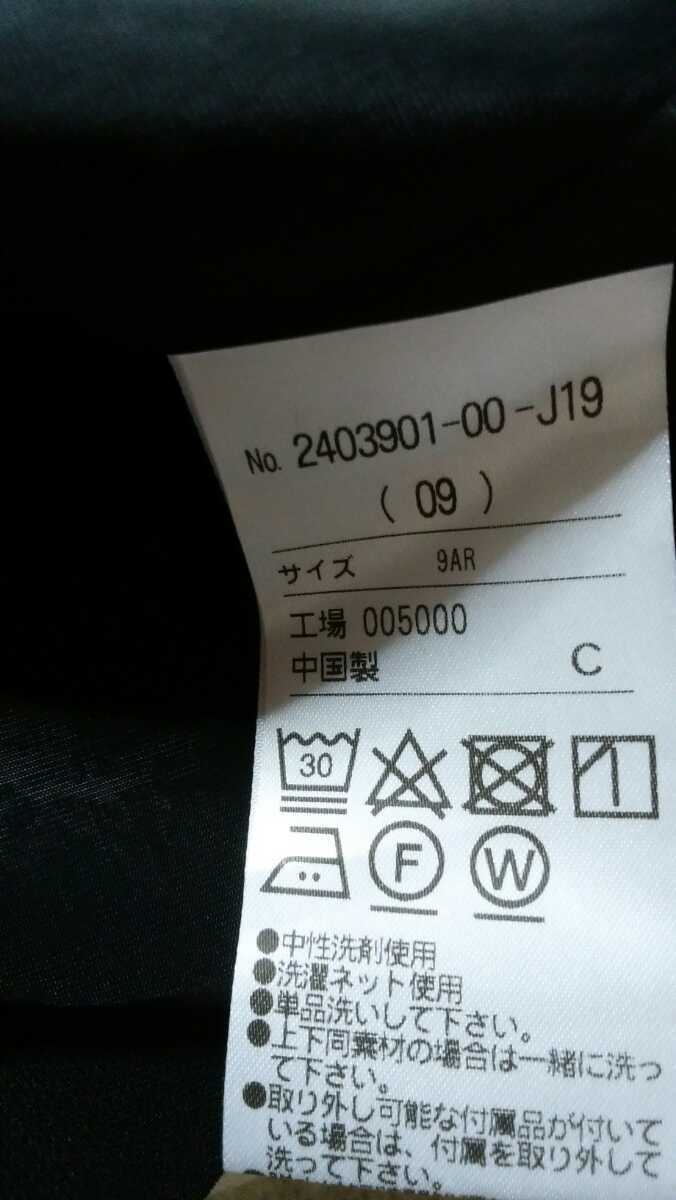 No. 2403901-00-J19
( 09 )
サイズ 9AR
工場 005000
中国製 C
30
F W
●中性洗剤使用
●洗濯ネット使用
●単品洗いして下さい。
●上下同素材の場合は一緒に洗っ
て下さい。
●取り外し可能な付属品が付いて
いる場合は、付属を取り外して
洗って下さい。